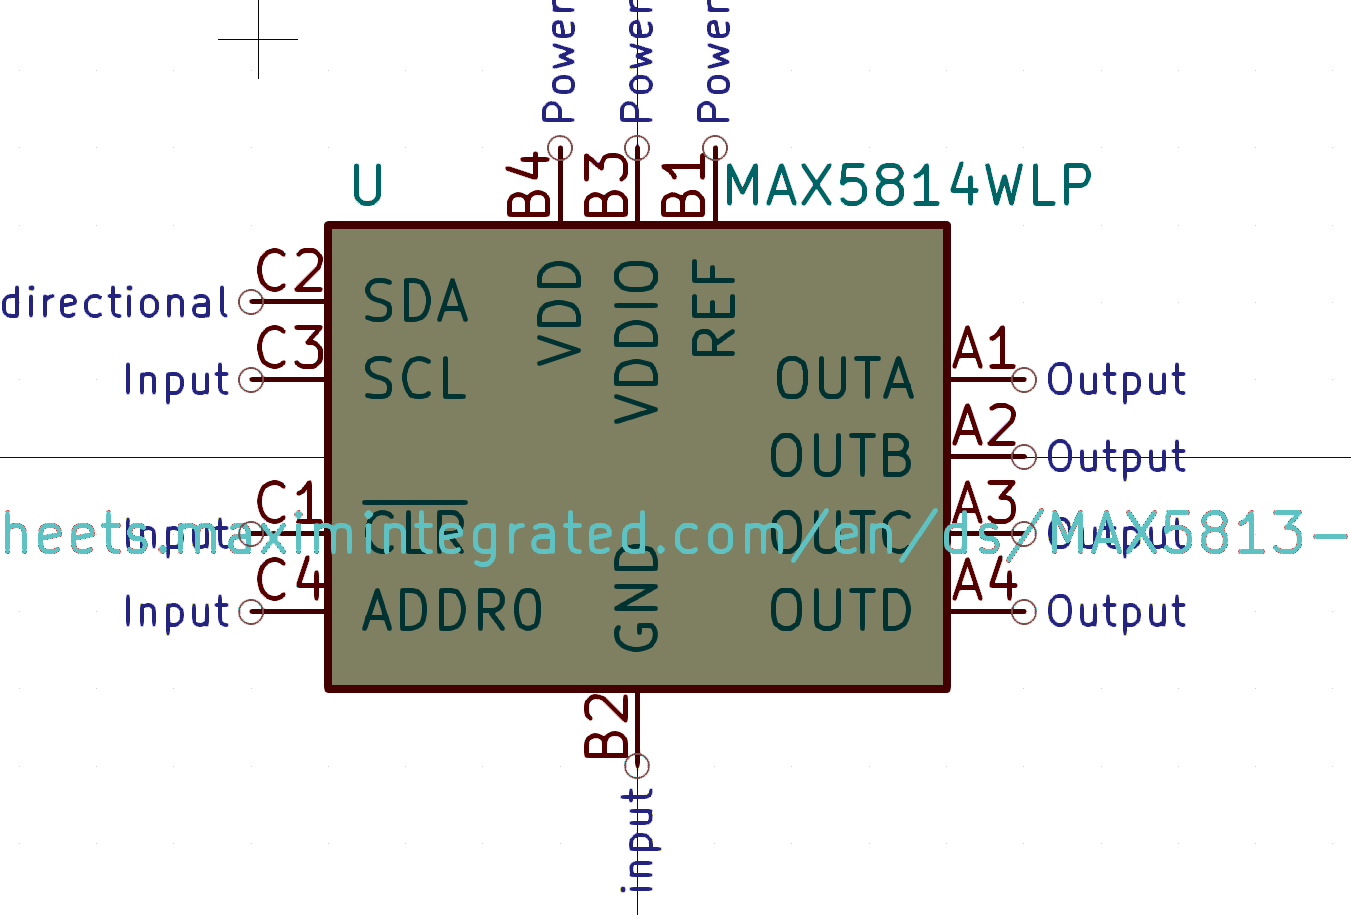 Power
Power
Power
B4
B3
B1
U
MAX5814WLP
VDD
VDDIO
REF
C2
directional
SDA
C3
Input
SCL
A1
OUTA
Output
A2
OUTB
Output
C1
Input
CLR
A3
OUTC
Output
heets.maximintegrated.com/en/ds/MAX5813-
C4
Input
ADDR0
GND
A4
OUTD
Output
B2
input